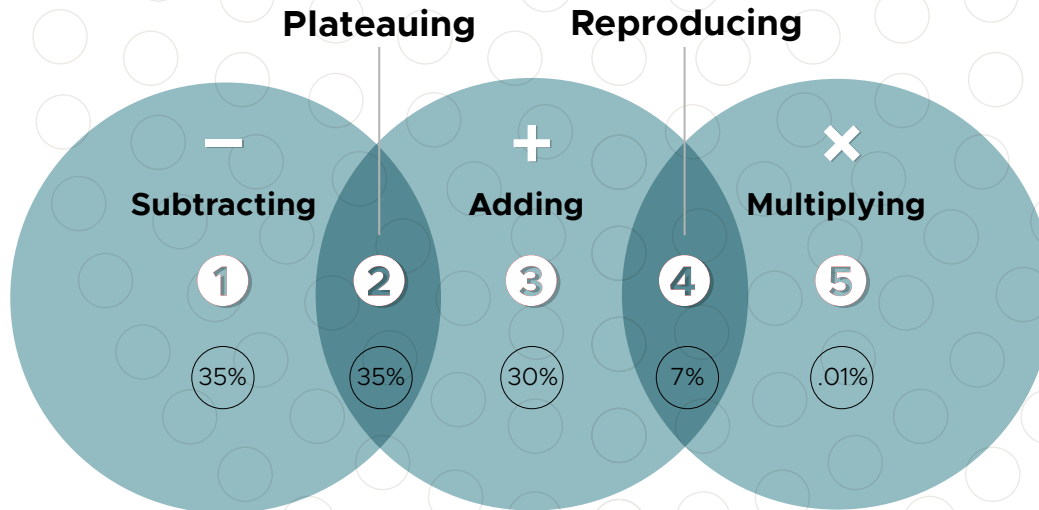 Plateauing Reproducing
− + ×
Subtracting Adding Multiplying
1 2 3 4 5
35% 35% 30% 7% .01%